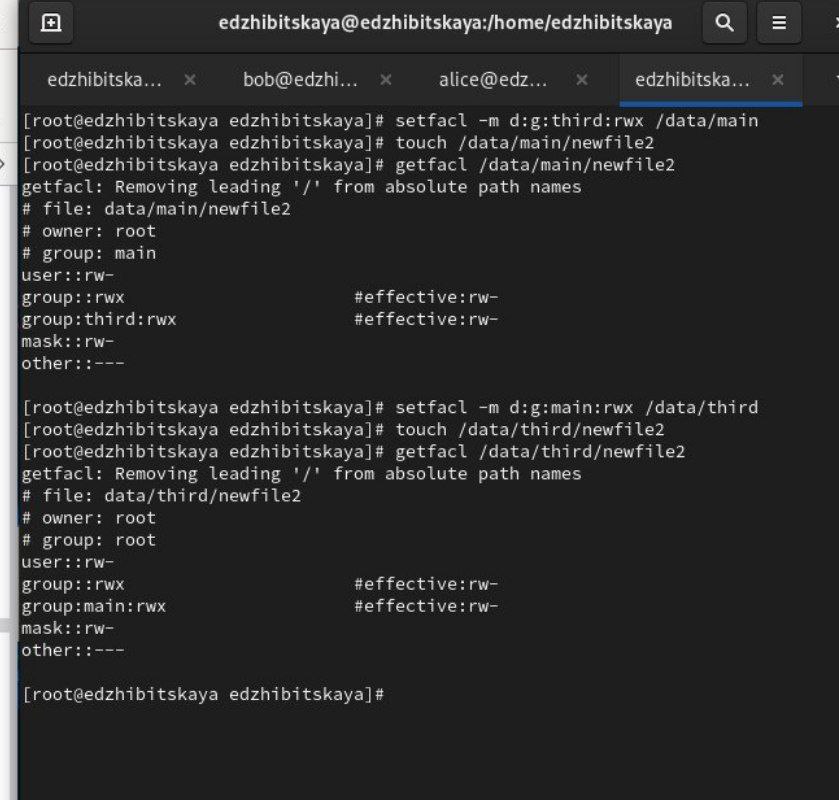 edzhibitskaya@edzhibitskaya:/home/edzhibitskaya
edzhibitska... × bob@edzhi... × alice@edz... × edzhibitska... ×
[root@edzhibitskaya edzhibitskaya]# setfacl -m d:g:third:rwx /data/main
[root@edzhibitskaya edzhibitskaya]# touch /data/main/newfile2
[root@edzhibitskaya edzhibitskaya]# getfacl /data/main/newfile2
getfacl: Removing leading '/' from absolute path names
# file: data/main/newfile2
# owner: root
# group: main
user::rw-
group::rwx #effective:rw-
group:third:rwx #effective:rw-
mask::rw-
other::---
[root@edzhibitskaya edzhibitskaya]# setfacl -m d:g:main:rwx /data/third
[root@edzhibitskaya edzhibitskaya]# touch /data/third/newfile2
[root@edzhibitskaya edzhibitskaya]# getfacl /data/third/newfile2
getfacl: Removing leading '/' from absolute path names
# file: data/third/newfile2
# owner: root
# group: root
user::rw-
group::rwx #effective:rw-
group:main:rwx #effective:rw-
mask::rw-
other::---
[root@edzhibitskaya edzhibitskaya]#